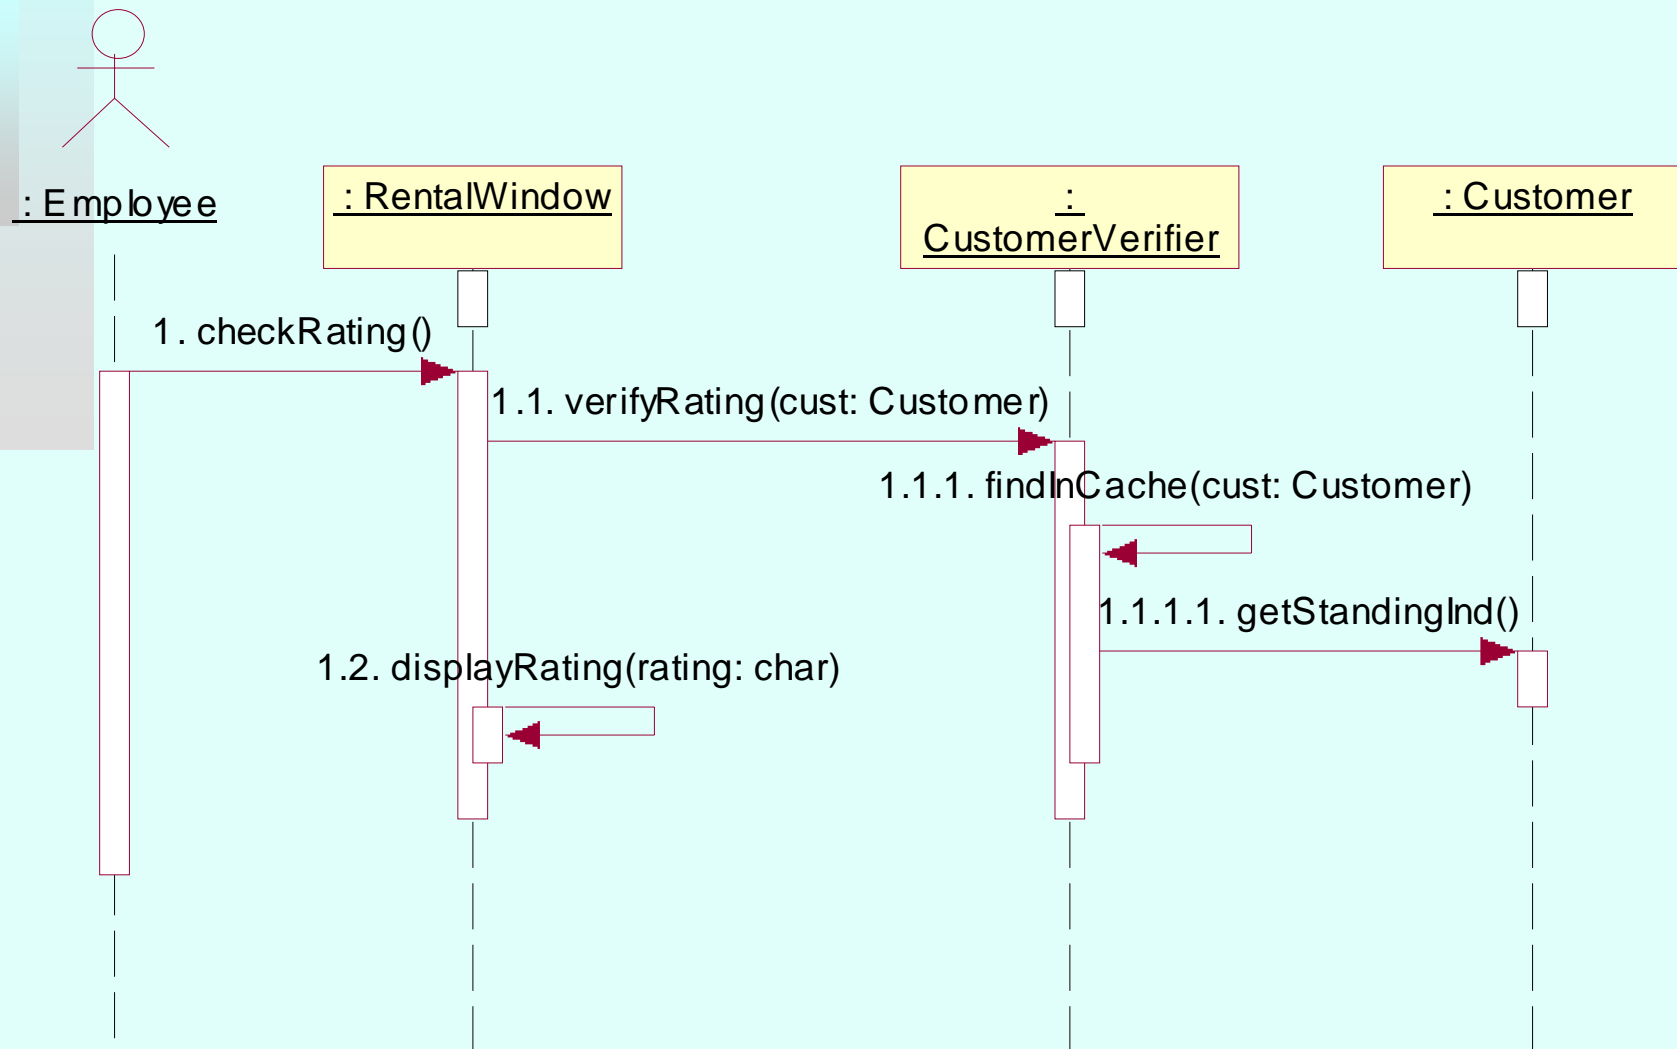 : Employee
: RentalWindow
:
CustomerVerifier
: Customer
1. checkRating()
1.1. verifyRating(cust: Customer)
1.1.1. findInCache(cust: Customer)
1.1.1.1. getStandingInd()
1.2. displayRating(rating: char)